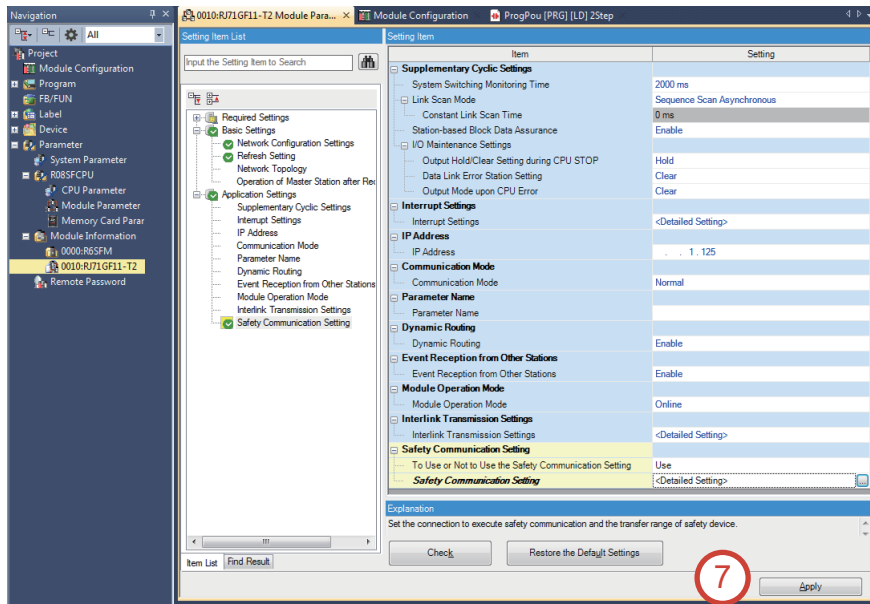 Navigation
0010:RJ71GF11-T2 Module Para...
Module Configuration
ProgPou [PRG] [LD] 2Step
All
Project
Module Configuration
Program
FB/FUN
Label
Device
Parameter
System Parameter
R08SFCPU
CPU Parameter
Module Parameter
Memory Card Parar
Module Information
0000:R6SFM
0010:RJ71GF11-T2
Remote Password
Setting Item List
Input the Setting Item to Search
Required Settings
Basic Settings
Network Configuration Settings
Refresh Setting
Network Topology
Operation of Master Station after Rec
Application Settings
Supplementary Cyclic Settings
Interrupt Settings
IP Address
Communication Mode
Parameter Name
Dynamic Routing
Event Reception from Other Stations
Module Operation Mode
Interlink Transmission Settings
Safety Communication Setting
Item List
Find Result
Setting Item
Item Setting
Supplementary Cyclic Settings
System Switching Monitoring Time 2000 ms
Link Scan Mode Sequence Scan Asynchronous
Constant Link Scan Time 0 ms
Station-based Block Data Assurance Enable
I/O Maintenance Settings
Output Hold/Clear Setting during CPU STOP Hold
Data Link Error Station Setting Clear
Output Mode upon CPU Error Clear
Interrupt Settings
Interrupt Settings <Detailed Setting>
IP Address
IP Address . . 1 . 125
Communication Mode
Communication Mode Normal
Parameter Name
Parameter Name
Dynamic Routing
Dynamic Routing Enable
Event Reception from Other Stations
Event Reception from Other Stations Enable
Module Operation Mode
Module Operation Mode Online
Interlink Transmission Settings
Interlink Transmission Settings <Detailed Setting>
Safety Communication Setting
To Use or Not to Use the Safety Communication Setting Use
Safety Communication Setting <Detailed Setting> ...
Explanation
Set the connection to execute safety communication and the transfer range of safety device.
Check
Restore the Default Settings
7
Apply